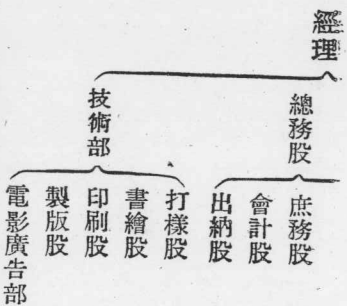 經理
總務股
技術部
庶務股
會計股
出納股
打樣股
書繪股
印刷股
製版股
電影廣告部